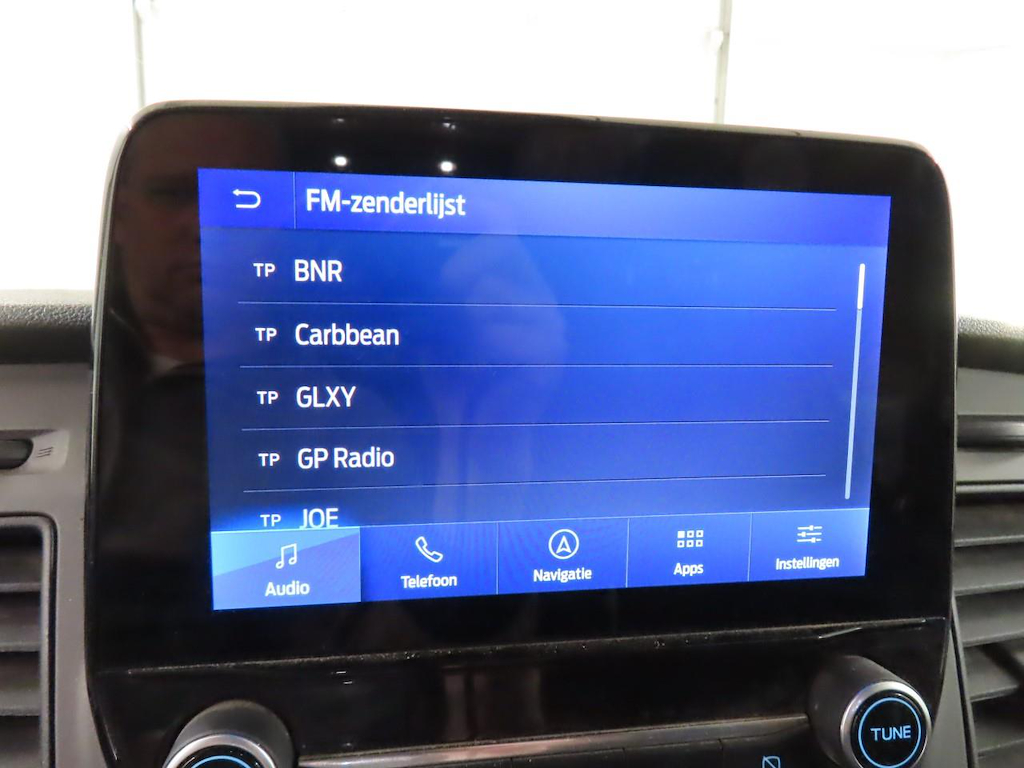 FM-zenderlijst
TP BNR
TP Carbbean
TP GLXY
TP GP Radio
TP JOE
Audio Telefoon Navigatie Apps Instellingen
TUNE